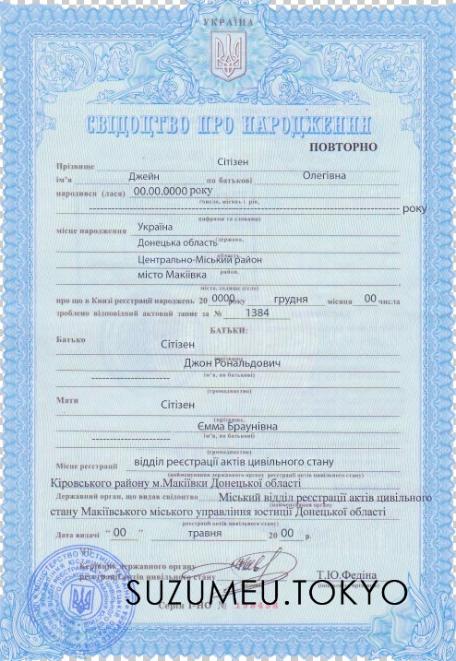 УКРАЇНА
СВІДОЦТВО ПРО НАРОДЖЕННЯ
ПОВТОРНО
Прізвище Сітізен
ім'я Джейн по батькові Олегівна
народився (лася) 00.00.0000 року
число, місяць і рік,
року
цифрами та словами)
місце народження Україна
Донецька область держава,
область,
Центрально-Міський район
район,
місто Макіївка
місто, селище (село)
про що в Книзі реєстрації народжень 20 0000 року грудня місяця 00 числа
зроблено відповідний актовий запис за № 1384
БАТЬКИ:
Батько Сітізен
прізвище,
Джон Рональдович
(ім'я, по батькові)
(громадянство)
Мати Сітізен
прізвище,
Ємма Браунівна
(ім'я, по батькові)
(громадянство)
Місце реєстрації відділ реєстрації актів цивільного стану
(найменування державного органу реєстрації актів цивільного стану)
Кіровського району м.Макіївки Донецької області
Державний орган, що видав свідоцтво Міський відділ реєстрації актів цивільного
(найменування
стану Макіївського міського управління юстиції Донецької області
реєстрації актів цивільного стану)
Дата видачі "00" травня 20 00 р.
Керівник державного органу
реєстрації актів цивільного стану Т.Ю.Федіна
SUZUMEU.TOKYO
Серія І-НО №